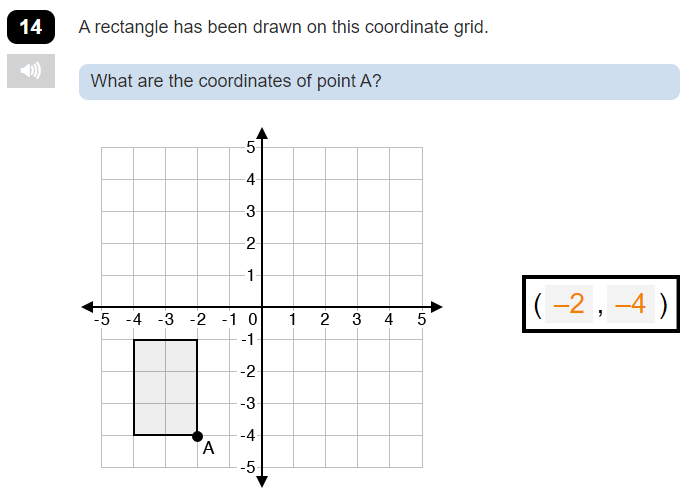 14
A rectangle has been drawn on this coordinate grid.
What are the coordinates of point A?
5
4
3
2
1
-5 -4 -3 -2 -1 0 1 2 3 4 5
-1
-2
-3
-4
A
-5
( –2 , –4 )